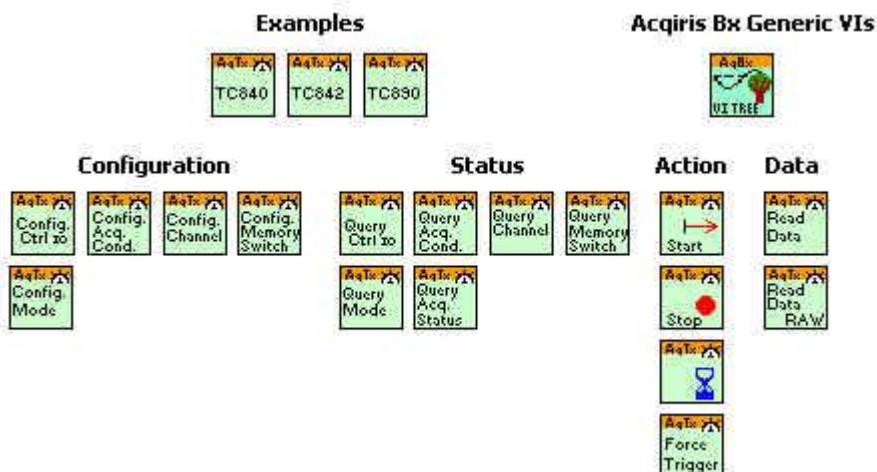 Examples
Acqiris Bx Generic VIs
AqTx
TC840
AqTx
TC842
AqTx
TC890
AqBx
VI TREE
Configuration
Status
Action
Data
AqTx
Config.
Ctrl IO
AqTx
Config.
Acq.
Cond.
AqTx
Config.
Channel
AqTx
Config.
Memory
Switch
AqTx
Query
Ctrl IO
AqTx
Query
Acq.
Cond.
AqTx
Query
Channel
AqTx
Query
Memory
Switch
AqTx
Start
AqTx
Read
Data
AqTx
Config.
Mode
AqTx
Query
Mode
AqTx
Query
Acq.
Status
AqTx
Stop
AqTx
Read
Data
RAW
AqTx
AqTx
Force
Trigger